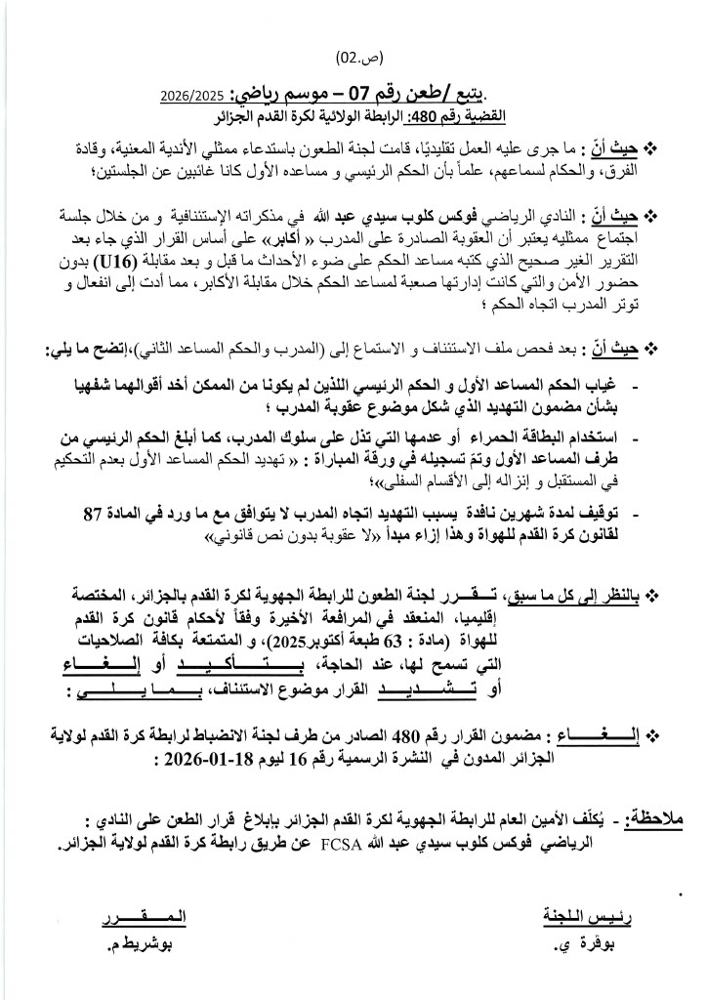 (ص.02)
.يتبع /طعن رقم 07 – موسم رياضي: 2026/2025
القضية رقم 480: الرابطة الولائية لكرة القدم الجزائر
❖ حيث أنّ : ما جرى عليه العمل تقليديًا، قامت لجنة الطعون باستدعاء ممثلي الأندية المعنية، وقادة
الفرق، والحكام لسماعهم، علماً بأن الحكم الرئيسي و مساعده الأول كانا غائبين عن الجلستين؛
❖ حيث أنّ : النادي الرياضي فوكس كلوب سيدي عبد الله في مذكراته الإستئنافية و من خلال جلسة
اجتماع ممثليه يعتبر أن العقوبة الصادرة على المدرب « أكابر» على أساس القرار الذي جاء بعد
التقرير الغير صحيح الذي كتبه مساعد الحكم على ضوء الأحداث ما قبل و بعد مقابلة (U16) بدون
حضور الأمن والتي كانت إدارتها صعبة لمساعد الحكم خلال مقابلة الأكابر، مما أدت إلى انفعال و
توتر المدرب اتجاه الحكم ؛
❖ حيث أنّ : بعد فحص ملف الاستئناف و الاستماع إلى (المدرب والحكم المساعد الثاني)،إتضح ما يلي:
- غياب الحكم المساعد الأول و الحكم الرئيسي اللذين لم يكونا من الممكن أخد أقوالهما شفهيا
بشأن مضمون التهديد الذي شكل موضوع عقوبة المدرب ؛
- استخدام البطاقة الحمراء أو عدمها التي تذل على سلوك المدرب، كما أبلغ الحكم الرئيسي من
طرف المساعد الأول وتمّ تسجيله في ورقة المباراة : « تهديد الحكم المساعد الأول بعدم التحكيم
في المستقبل و إنزاله إلى الأقسام السفلى»؛
- توقيف لمدة شهرين نافدة يسبب التهديد اتجاه المدرب لا يتوافق مع ما ورد في المادة 87
لقانون كرة القدم للهواة وهذا إزاء مبدأ «لا عقوبة بدون نص قانوني»
❖ بالنظر إلى كل ما سبق، تـقـــرر لجنة الطعون للرابطة الجهوية لكرة القدم بالجزائر، المختصة
إقليميا، المنعقد في المرافعة الأخيرة وفقاً لأحكام قانون كرة القدم
للهواة (مادة : 63 طبعة أكتوبر2025)، و المتمتعة بكافة الصلاحيات
التي تسمح لها، عند الحاجة، بـــتـــأكـيـــد أو إلـــغـــاء
أو تــشـديــد القرار موضوع الاستئناف، بـــمـــا يـــلـــي :
❖ إلـــغـــاء : مضمون القرار رقم 480 الصادر من طرف لجنة الانضباط لرابطة كرة القدم لولاية
الجزائر المدون في النشرة الرسمية رقم 16 ليوم 18-01-2026 :
ملاحظة: - يُكلّف الأمين العام للرابطة الجهوية لكرة القدم الجزائر بإبلاغ قرار الطعن على النادي :
الرياضي فوكس كلوب سيدي عبد الله FCSA عن طريق رابطة كرة القدم لولاية الجزائر.
.
رئيس اللجنة
المـــقـــرر
بوفرة ي.
بوشريط م.